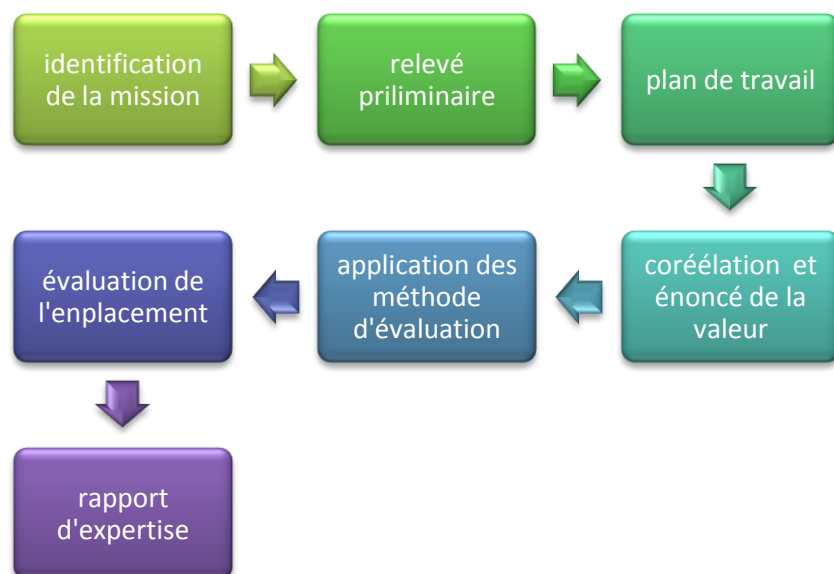 identification
de la mission
relevé
priliminaire
plan de travail
coréélation et
énoncé de la
valeur
application des
méthode
d'évaluation
évaluation de
l'enplacement
rapport
d'expertise